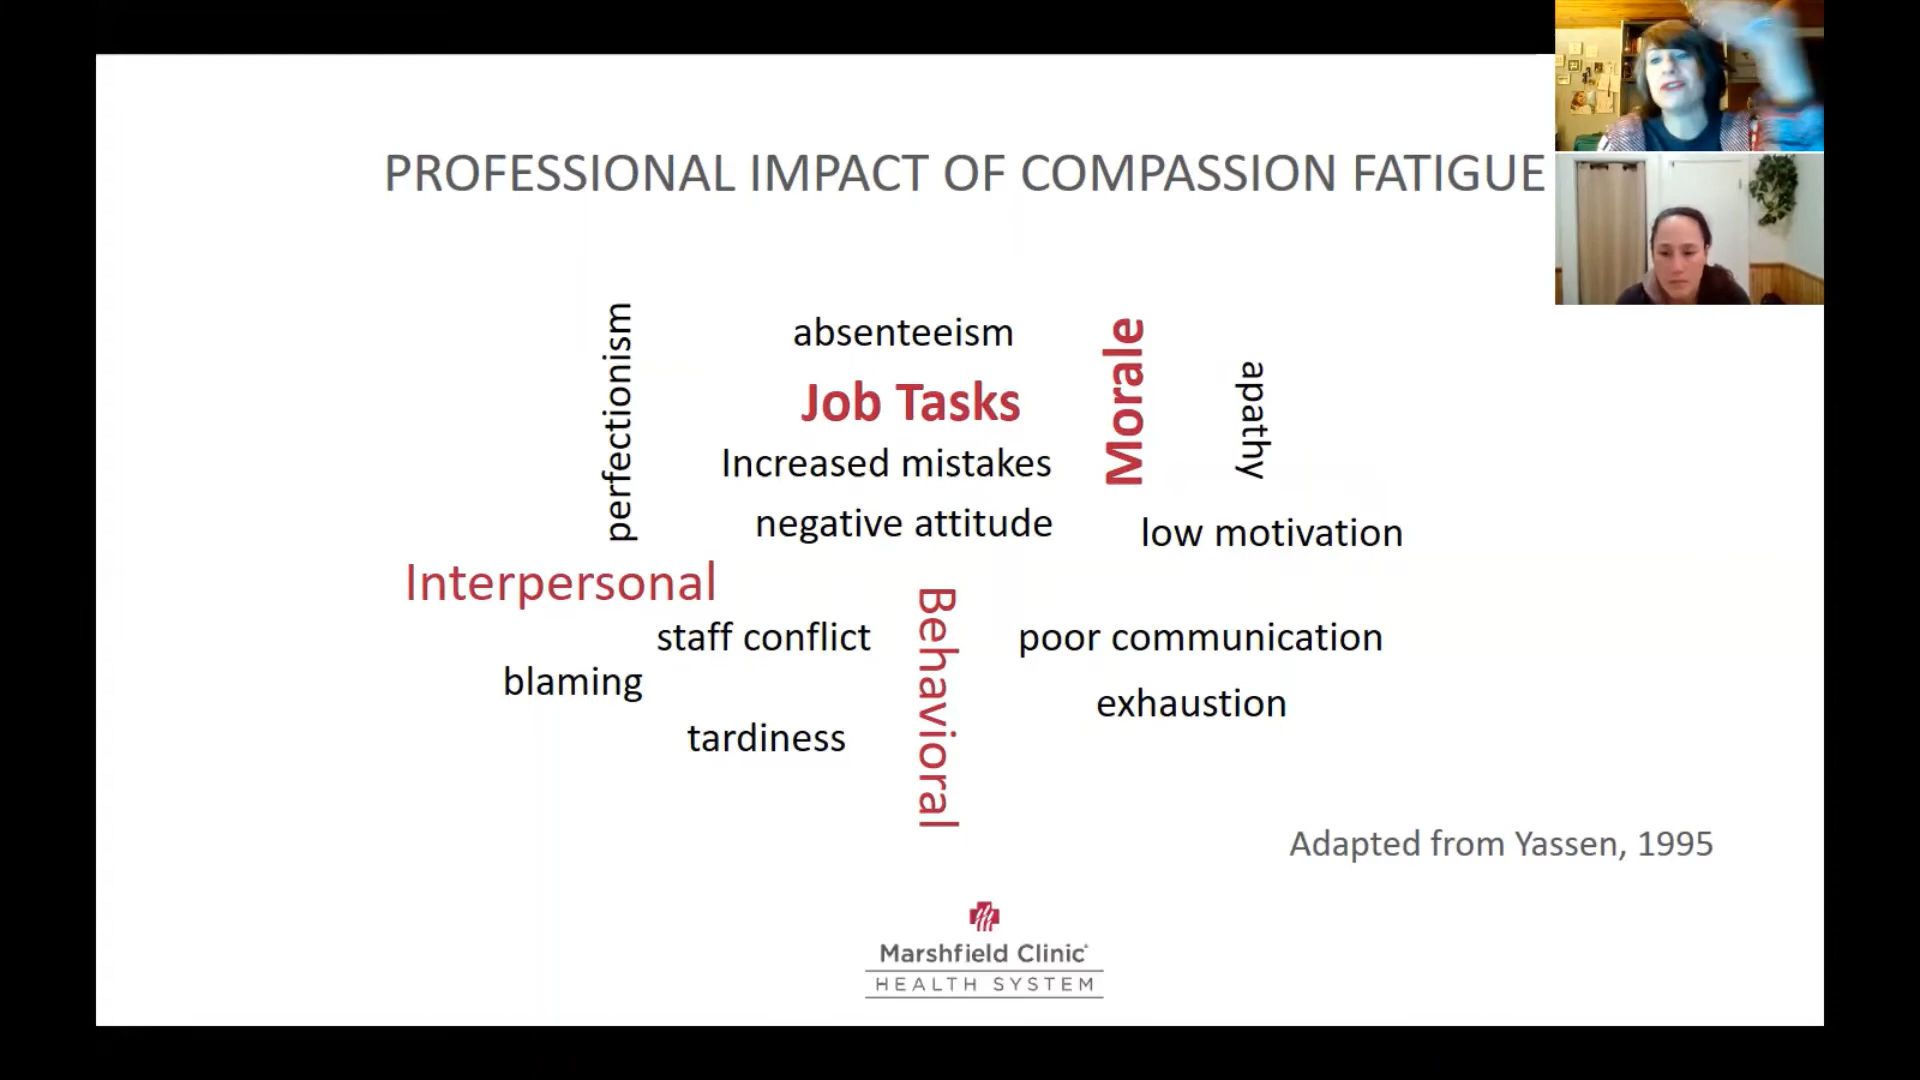 PROFESSIONAL IMPACT OF COMPASSION FATIGUE
perfectionism
absenteeism
Job Tasks
Increased mistakes
negative attitude
Morale
apathy
low motivation
Interpersonal
staff conflict
blaming
tardiness
Behavioral
poor communication
exhaustion
Adapted from Yassen, 1995
Marshfield Clinic
HEALTH SYSTEM